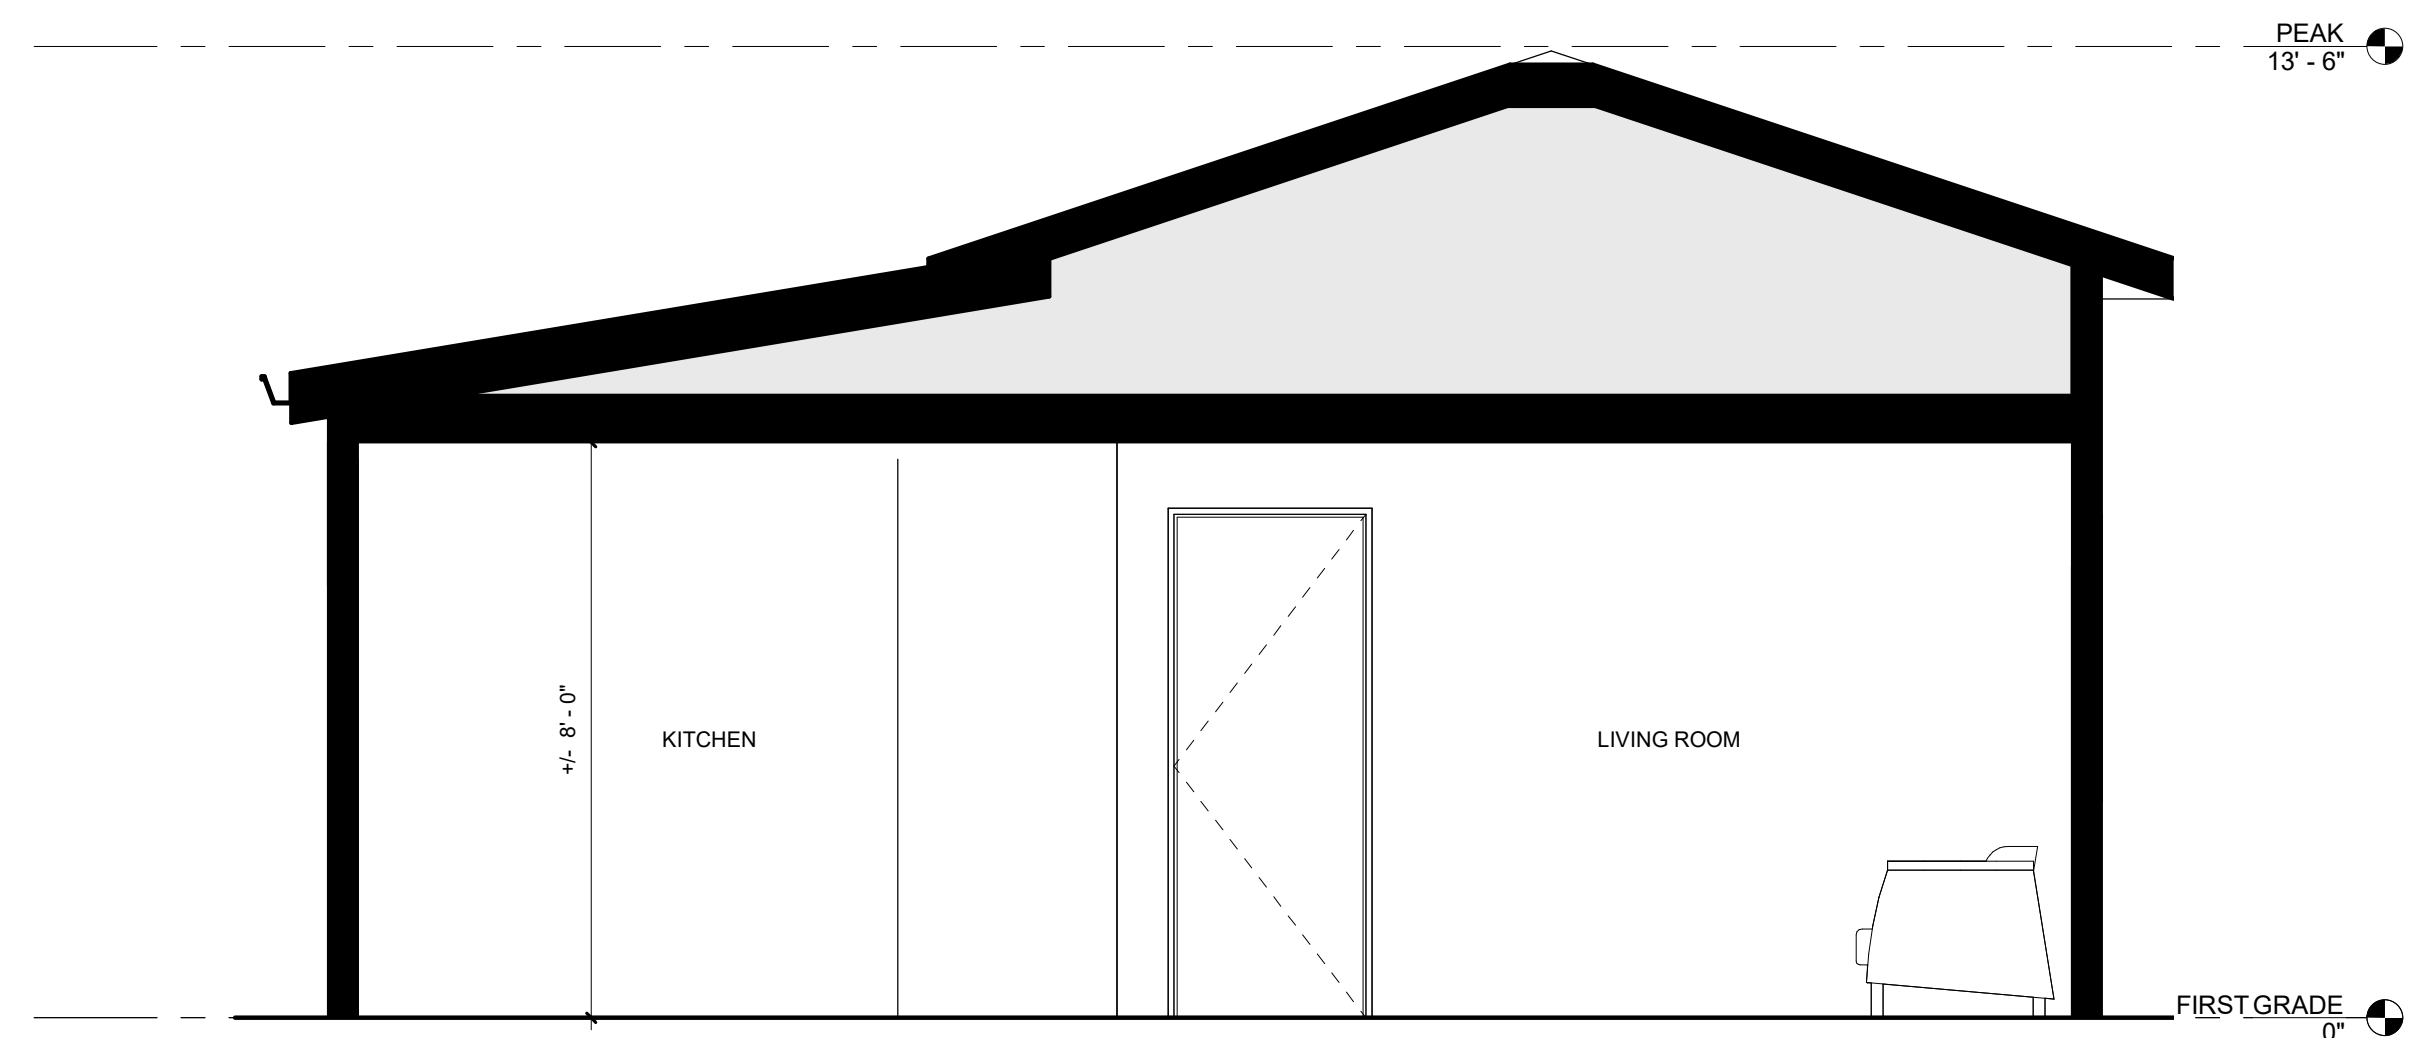 PEAK
13' - 6"
+/- 8' - 0"
KITCHEN
LIVING ROOM
FIRST GRADE
0"